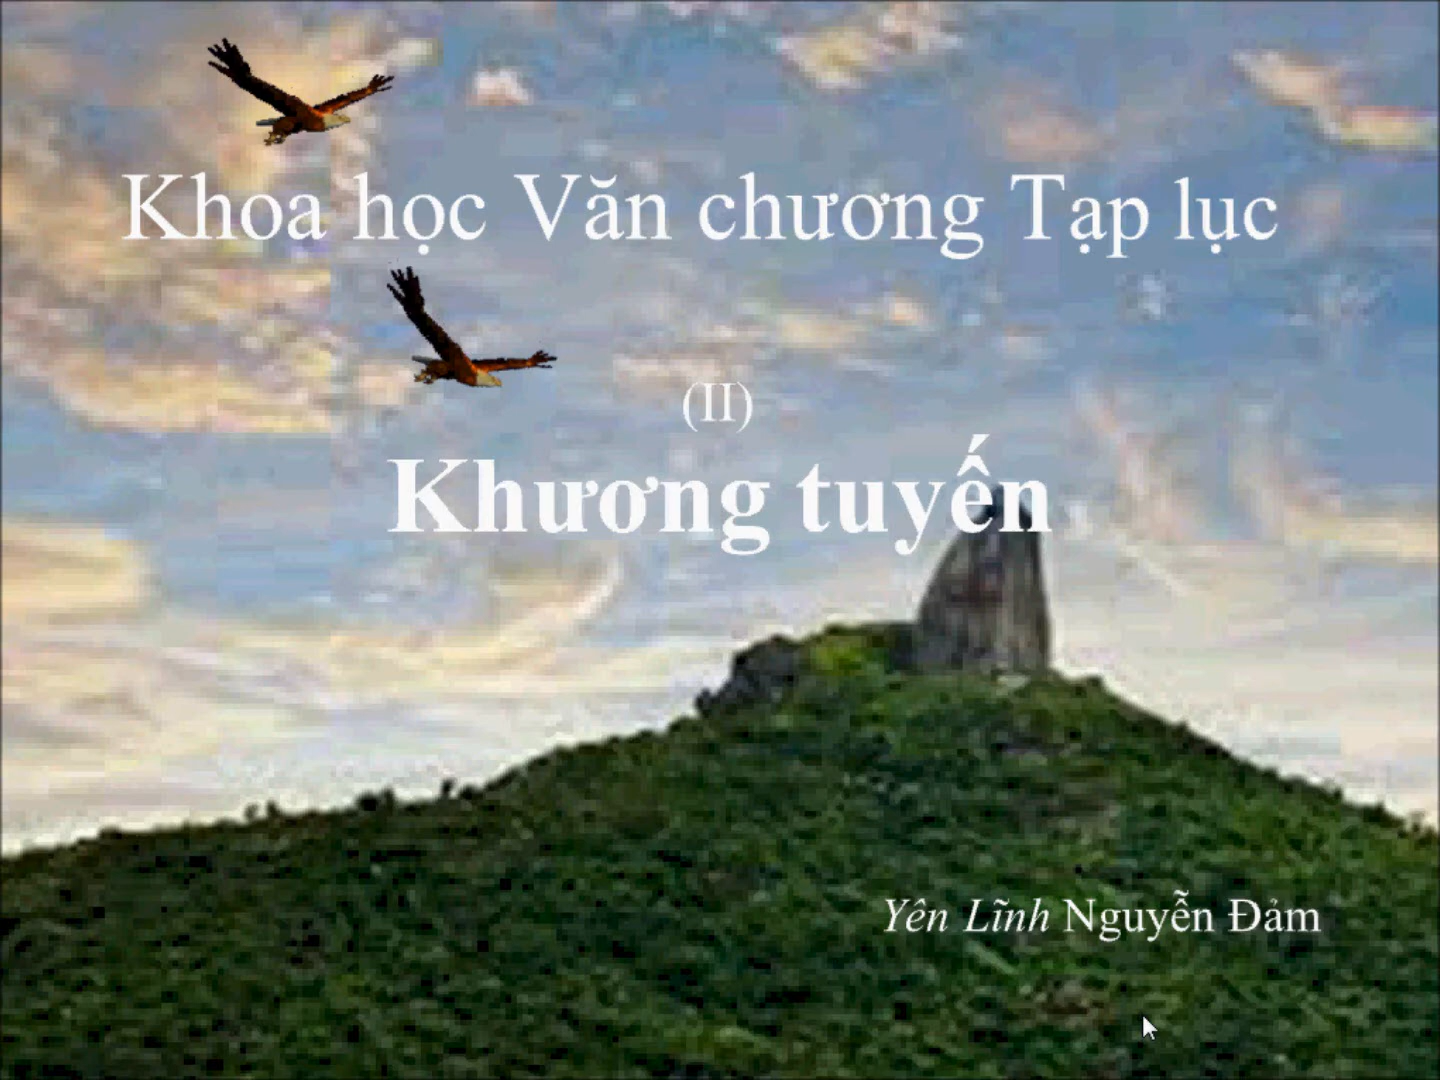 Khoa học Văn chương Tạp lục
(II)
Khương tuyến
Yên Lĩnh Nguyễn Đảm